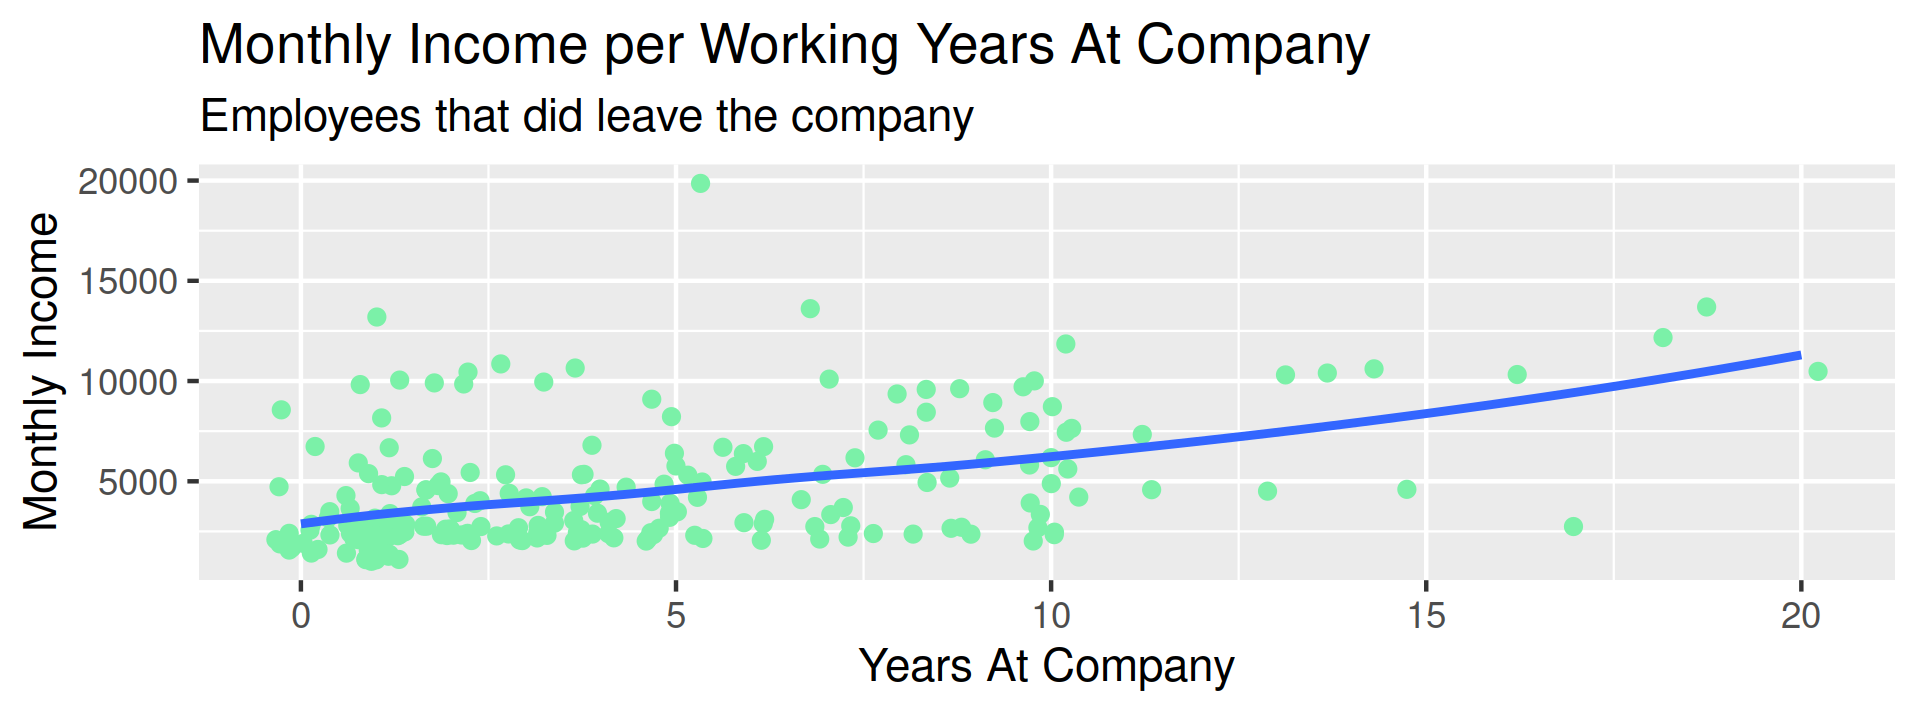 Monthly Income per Working Years At Company
Employees that did leave the company
Monthly Income
20000
15000
10000
5000
0 5 10 15 20
Years At Company